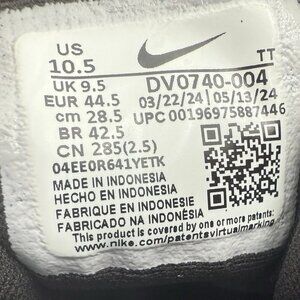 US TT
10.5 DV0740-004
UK 9.5 03/22/24 05/13/24
EUR 44.5 UPC 00196975887446
cm 28.5
BR 42.5
CN 285(2.5)
04EE0R641YETK
MADE IN INDONESIA
HECHO EN INDONESIA
FABRIQUE EN INDONESIE
FABRICADO NA INDONÉSIA
This product is covered by one or more patents:
www.nike.com/patentsvirtualmarking/